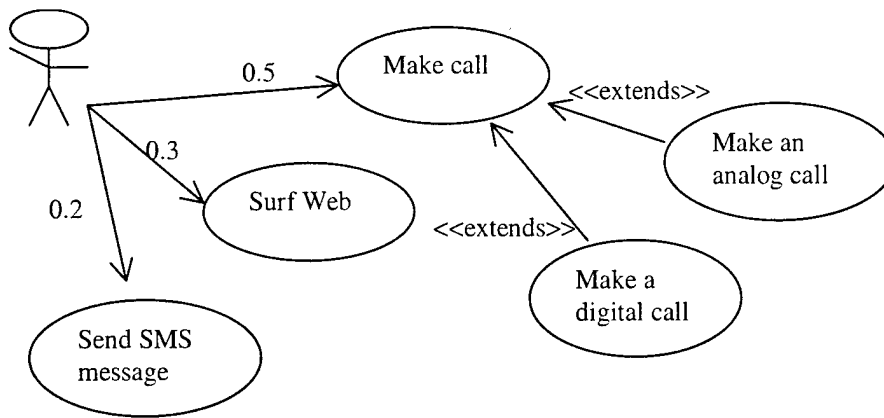 Make call
0.5
<<extends>>
Make an
analog call
0.3
Surf Web
0.2
<<extends>>
Make a
digital call
Send SMS
message